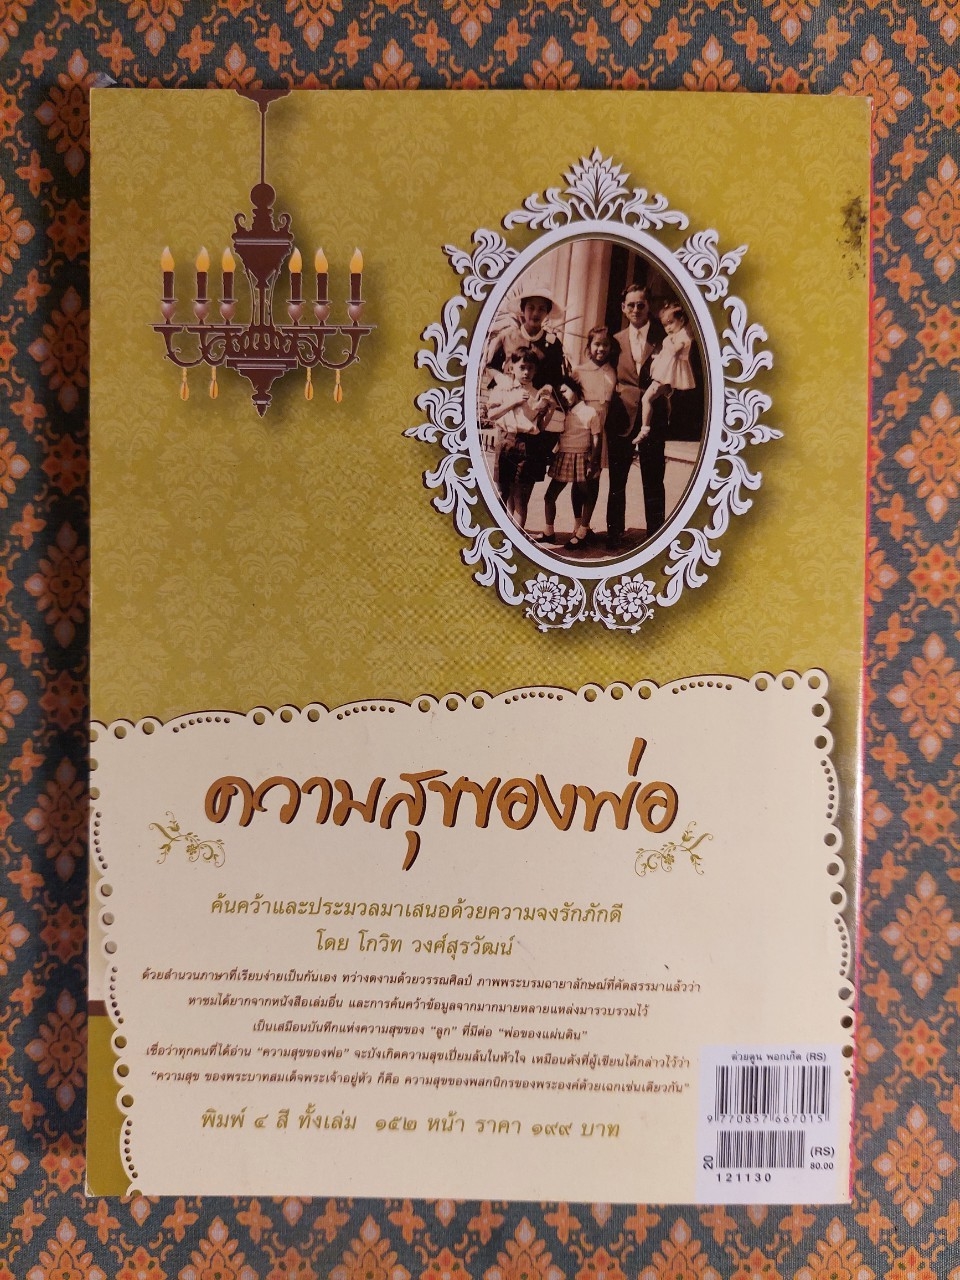 ความสุขของพ่อ
ค้นคว้าและประมวลมาเสนอด้วยความจงรักภักดี
โดย โกวิท วงศ์สุรวัฒน์
ด้วยสำนวนภาษาที่เรียบง่ายเป็นกันเอง ทว่างดงามด้วยวรรณศิลป์ ภาพพระบรมฉายาลักษณ์ที่คัดสรรมาแล้วว่า
หาชมได้ยากจากหนังสือเล่มอื่น และการค้นคว้าข้อมูลจากมากมายหลายแหล่งมารวบรวมไว้
เป็นเสมือนบันทึกแห่งความสุขของ "ลูก" ที่มีต่อ "พ่อของแผ่นดิน"
เชื่อว่าทุกคนที่ได้อ่าน "ความสุขของพ่อ" จะบังเกิดความสุขเปี่ยมล้นในหัวใจ เหมือนดังที่ผู้เขียนได้กล่าวไว้ว่า
"ความสุข ของพระบาทสมเด็จพระเจ้าอยู่หัว ก็คือ ความสุขของพสกนิกรของพระองค์ด้วยเฉกเช่นเดียวกัน"
พิมพ์ ๔ สี ทั้งเล่ม ๑๕๒ หน้า ราคา ๑๙๙ บาท
ต่วยตูน พอกเก็ต (RS)
9 770857 667015
20
121130
(RS)
80.00